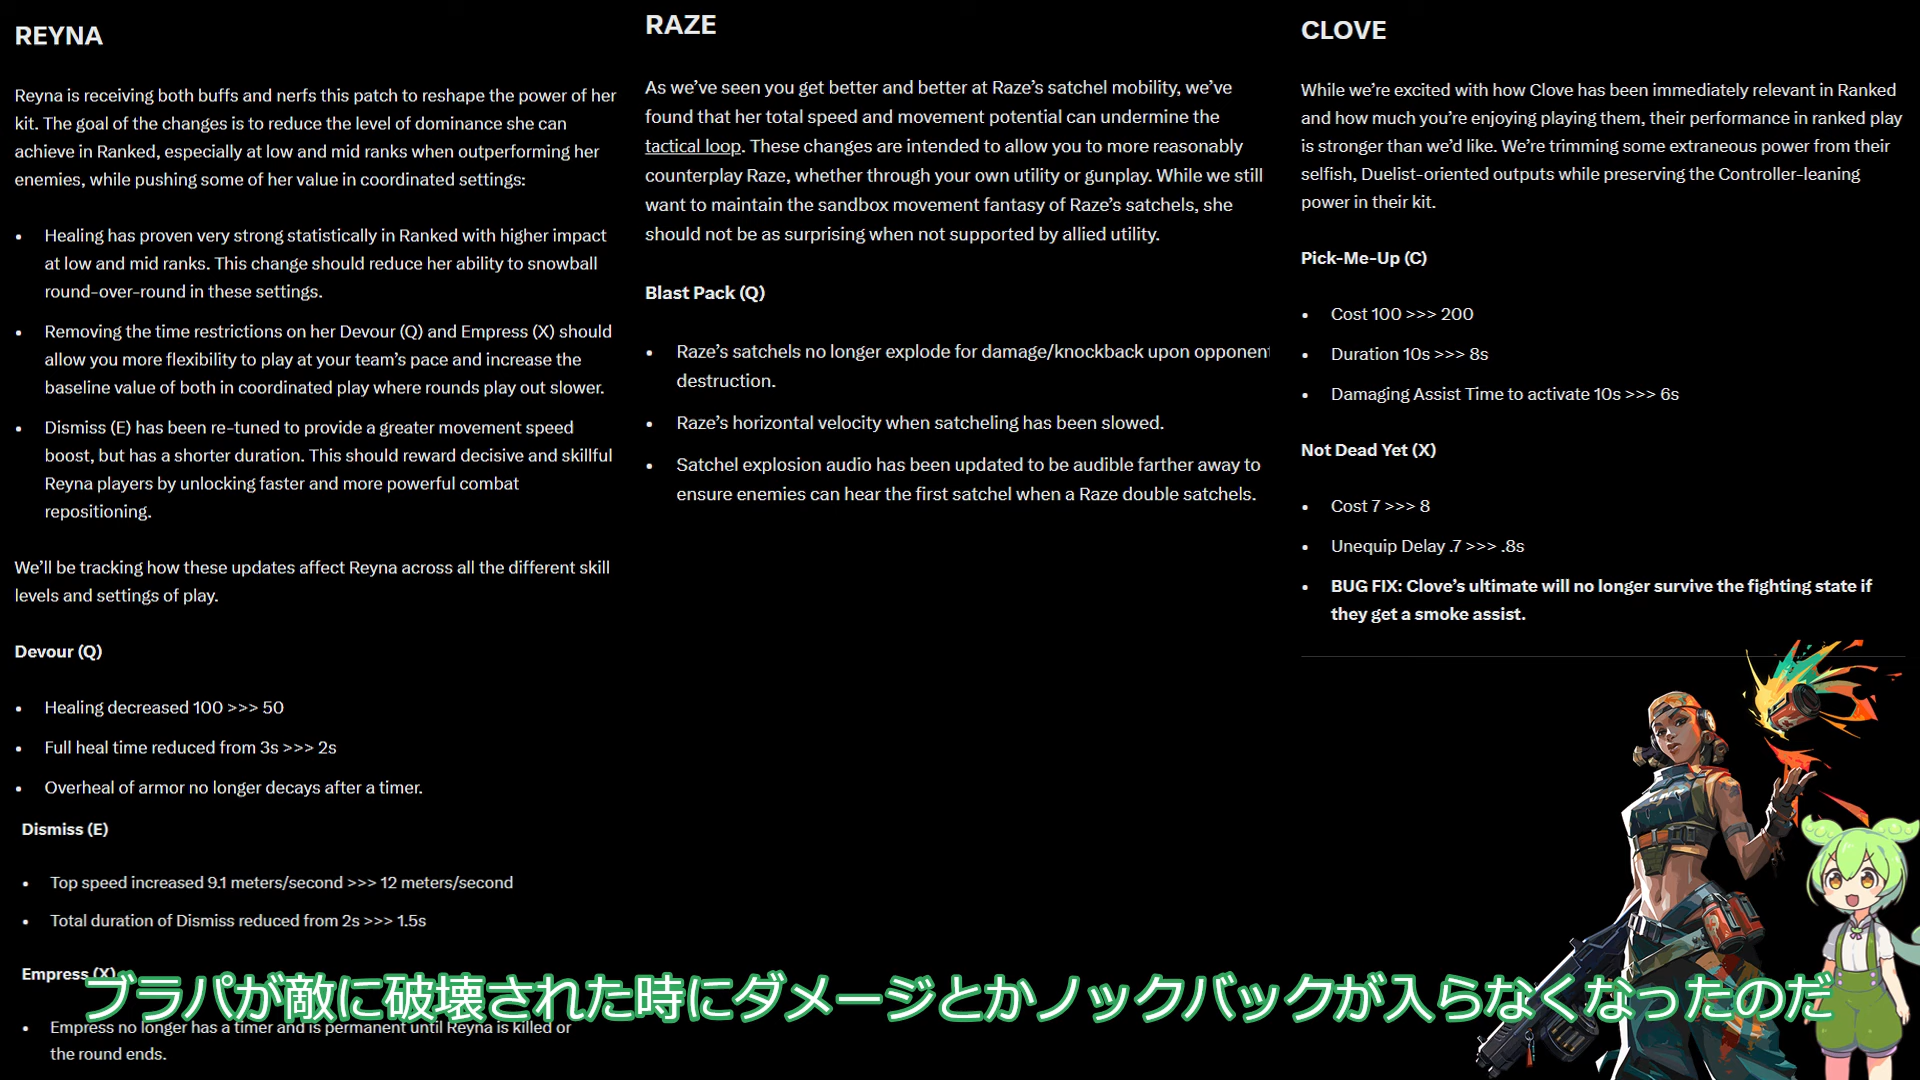 REYNA
Reyna is receiving both buffs and nerfs this patch to reshape the power of her
kit. The goal of the changes is to reduce the level of dominance she can
achieve in Ranked, especially at low and mid ranks when outperforming her
enemies, while pushing some of her value in coordinated settings:
• Healing has proven very strong statistically in Ranked with higher impact
at low and mid ranks. This change should reduce her ability to snowball
round-over-round in these settings.
• Removing the time restrictions on her Devour (Q) and Empress (X) should
allow you more flexibility to play at your team's pace and increase the
baseline value of both in coordinated play where rounds play out slower.
• Dismiss (E) has been re-tuned to provide a greater movement speed
boost, but has a shorter duration. This should reward decisive and skillful
Reyna players by unlocking faster and more powerful combat
repositioning.
We'll be tracking how these updates affect Reyna across all the different skill
levels and settings of play.
Devour (Q)
• Healing decreased 100 >>> 50
• Full heal time reduced from 3s >>> 2s
• Overheal of armor no longer decays after a timer.
Dismiss (E)
• Top speed increased 9.1 meters/second >>> 12 meters/second
• Total duration of Dismiss reduced from 2s >>> 1.5s
Empress (X)
• Empress no longer has a timer and is permanent until Reyna is killed or
the round ends.
RAZE
As we've seen you get better and better at Raze's satchel mobility, we've
found that her total speed and movement potential can undermine the
tactical loop. These changes are intended to allow you to more reasonably
counterplay Raze, whether through your own utility or gunplay. While we still
want to maintain the sandbox movement fantasy of Raze's satchels, she
should not be as surprising when not supported by allied utility.
Blast Pack (Q)
• Raze's satchels no longer explode for damage/knockback upon opponent
destruction.
• Raze's horizontal velocity when satcheling has been slowed.
• Satchel explosion audio has been updated to be audible farther away to
ensure enemies can hear the first satchel when a Raze double satchels.
CLOVE
While we're excited with how Clove has been immediately relevant in Ranked
and how much you're enjoying playing them, their performance in ranked play
is stronger than we'd like. We're trimming some extraneous power from their
selfish, Duelist-oriented outputs while preserving the Controller-leaning
power in their kit.
Pick-Me-Up (C)
• Cost 100 >>> 200
• Duration 10s >>> 8s
• Damaging Assist Time to activate 10s >>> 6s
Not Dead Yet (X)
• Cost 7 >>> 8
• Unequip Delay .7 >>> .8s
• BUG FIX: Clove's ultimate will no longer survive the fighting state if
they get a smoke assist.
ブラパが敵に破壊された時にダメージとかノックバックが入らなくなったのだ